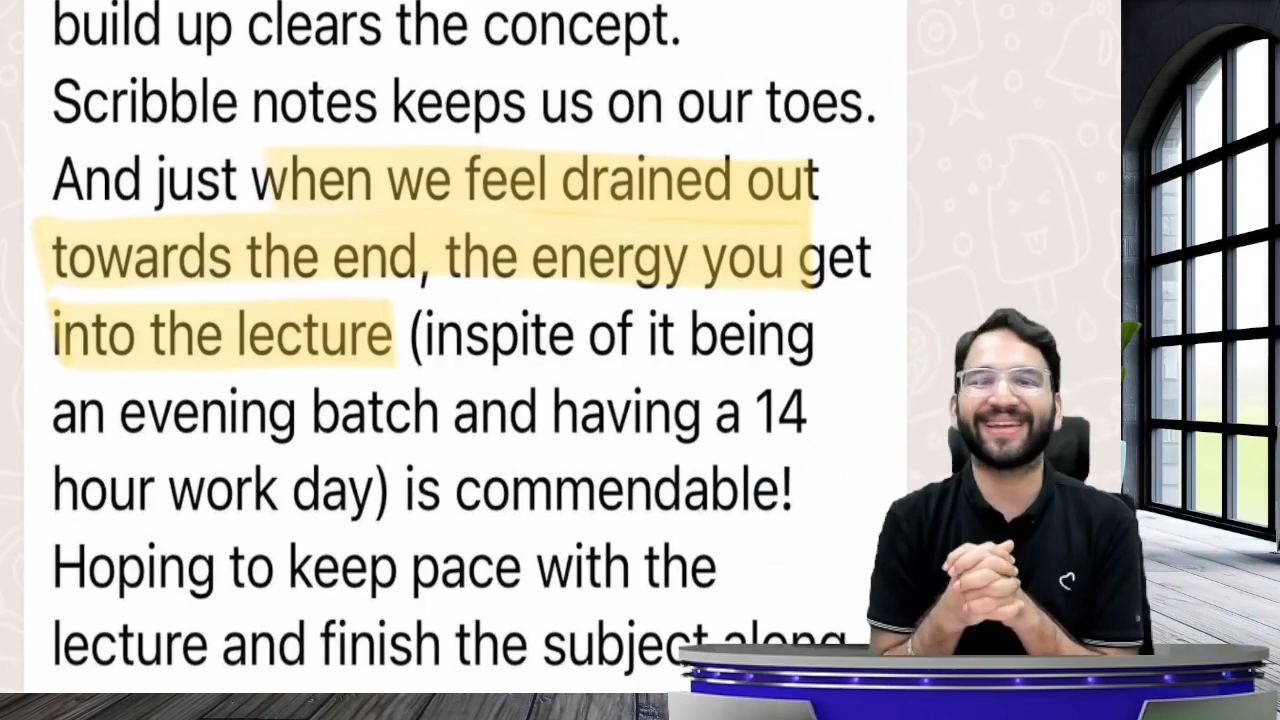 build up clears the concept.
Scribble notes keeps us on our toes.
And just when we feel drained out
towards the end, the energy you get
into the lecture (inspite of it being
an evening batch and having a 14
hour work day) is commendable!
Hoping to keep pace with the
lecture and finish the subject along